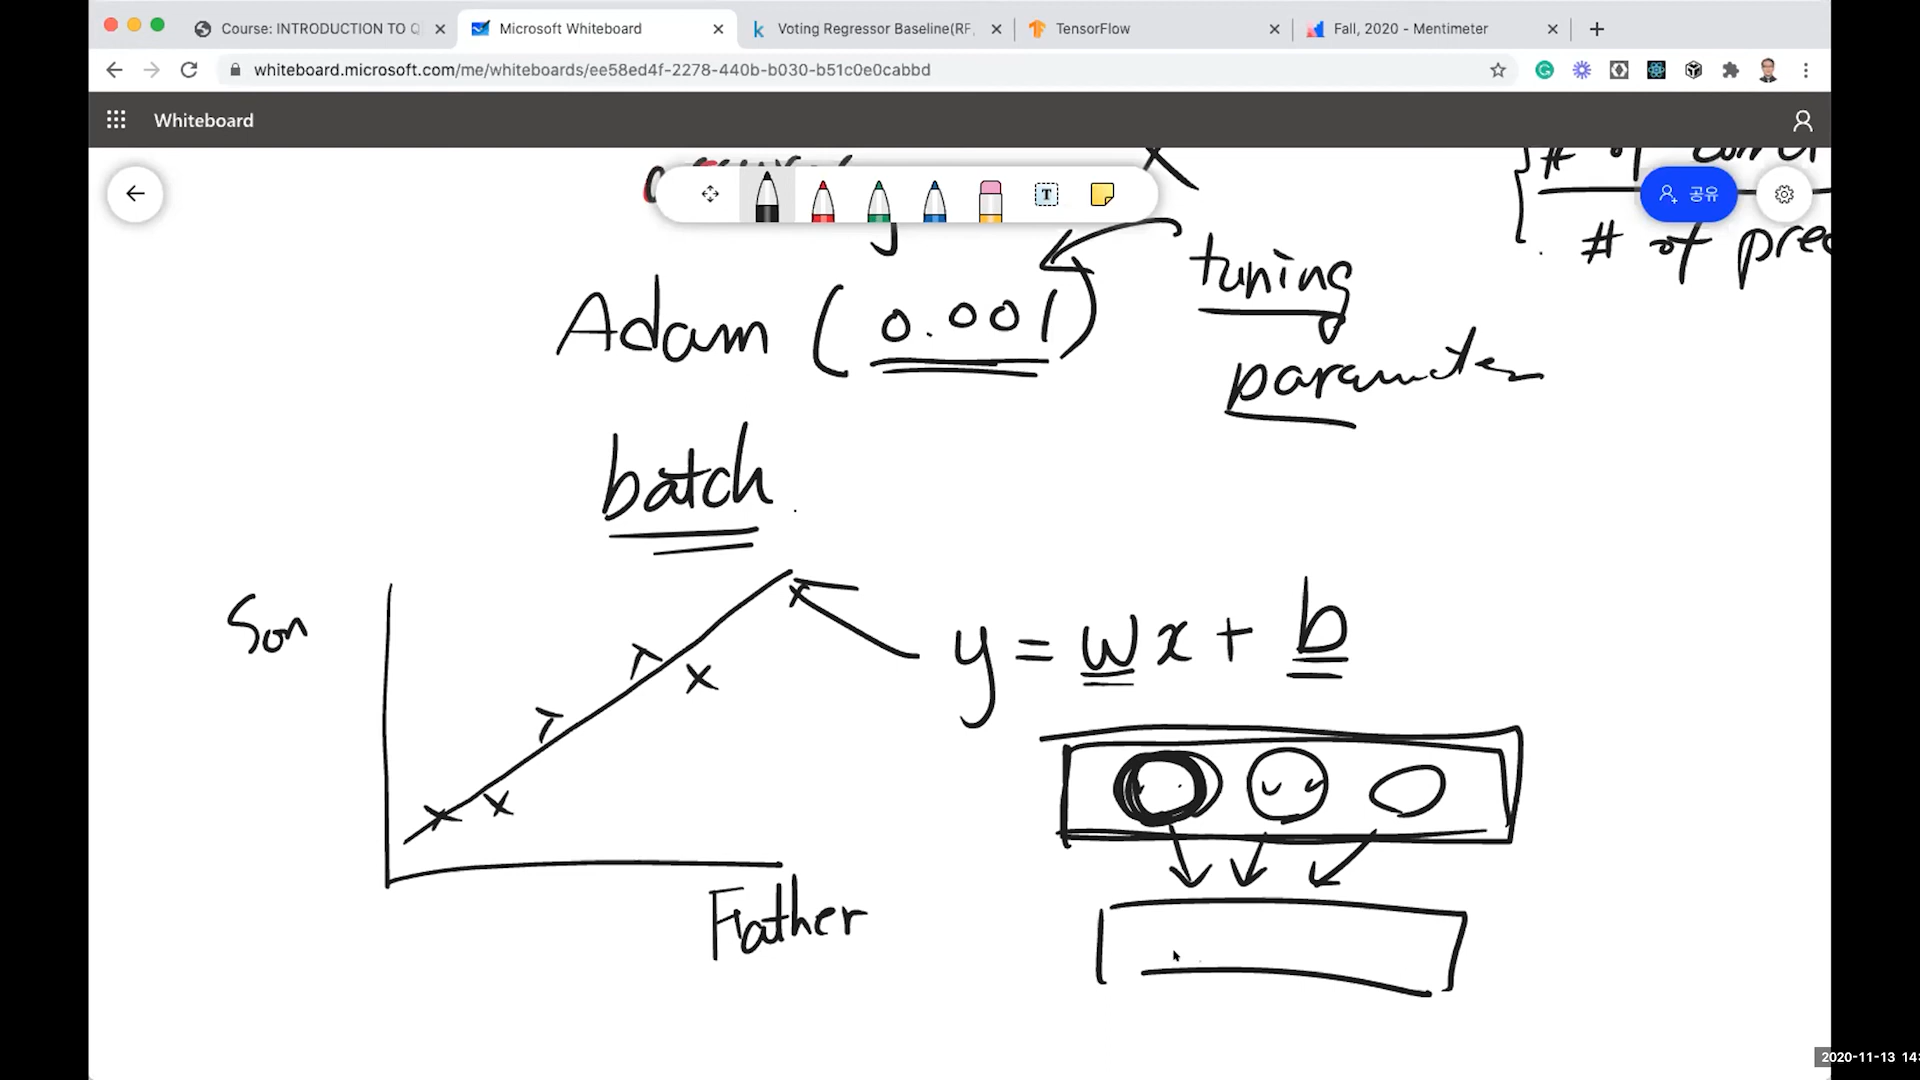 Course: INTRODUCTION TO Q
Microsoft Whiteboard
Voting Regressor Baseline(RF,
TensorFlow
Fall, 2020 - Mentimeter
whiteboard.microsoft.com/me/whiteboards/ee58ed4f-2278-440b-b030-b51c0e0cabbd
Whiteboard
공유
# of pre
tuning
parameter
Adam (0.001)
batch
Son
Father
y = wx + b
2020-11-13 14: